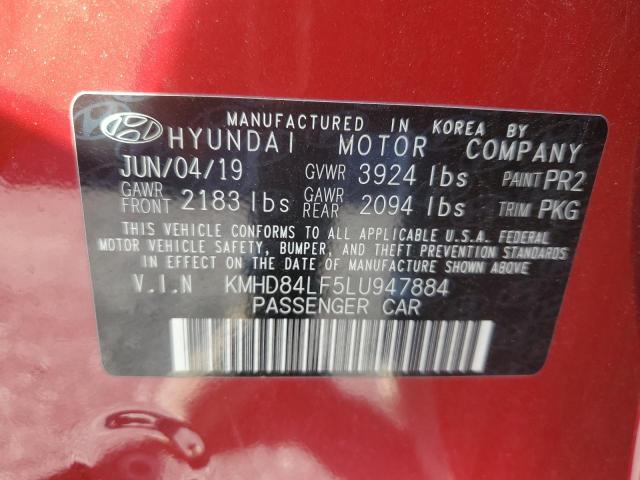 MANUFACTURED IN KOREA BY
HYUNDAI MOTOR COMPANY
JUN/04/19 GVWR 3924 lbs PAINT PR2
GAWR FRONT 2183 lbs GAWR REAR 2094 lbs TRIM PKG
THIS VEHICLE CONFORMS TO ALL APPLICABLE U.S.A. FEDERAL
MOTOR VEHICLE SAFETY, BUMPER, AND THEFT PREVENTION STANDARDS
IN EFFECT ON THE DATE OF MANUFACTURE SHOWN ABOVE
V.I.N KMHD84LF5LU947884
PASSENGER CAR